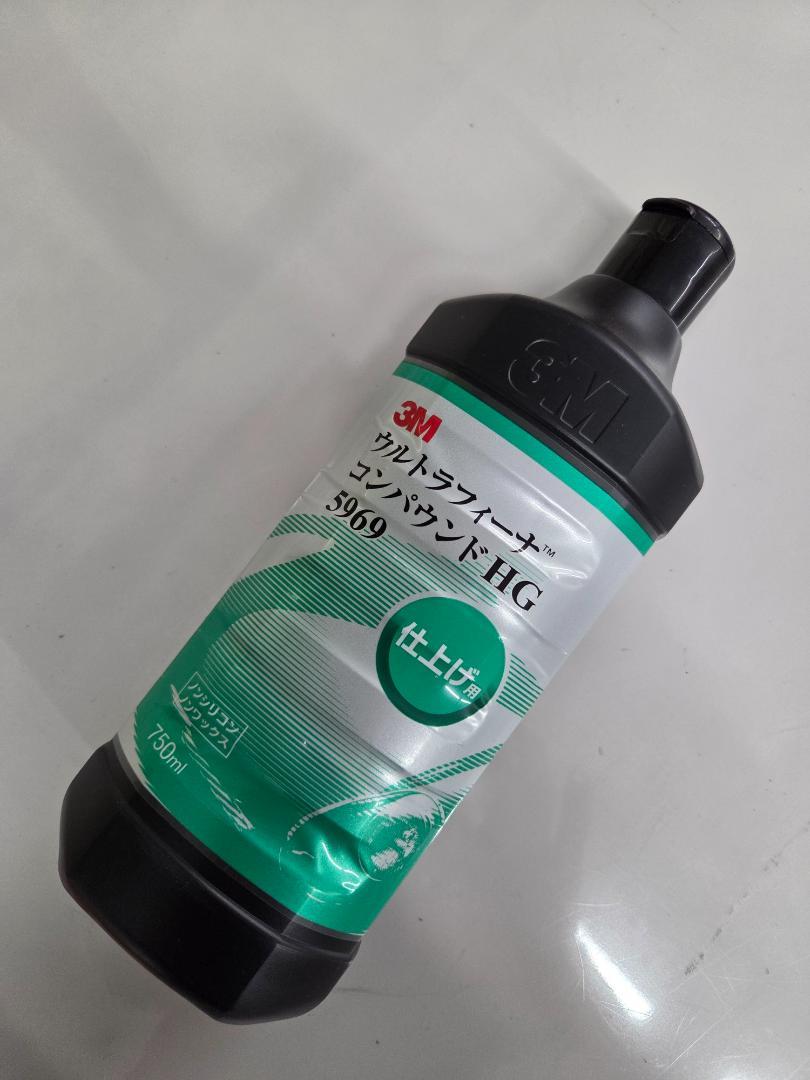 3M
3M
ウルトラフィーナ™
コンパウンドHG
5969
仕上げ用
ノンシリコン
ノンワックス
750ml